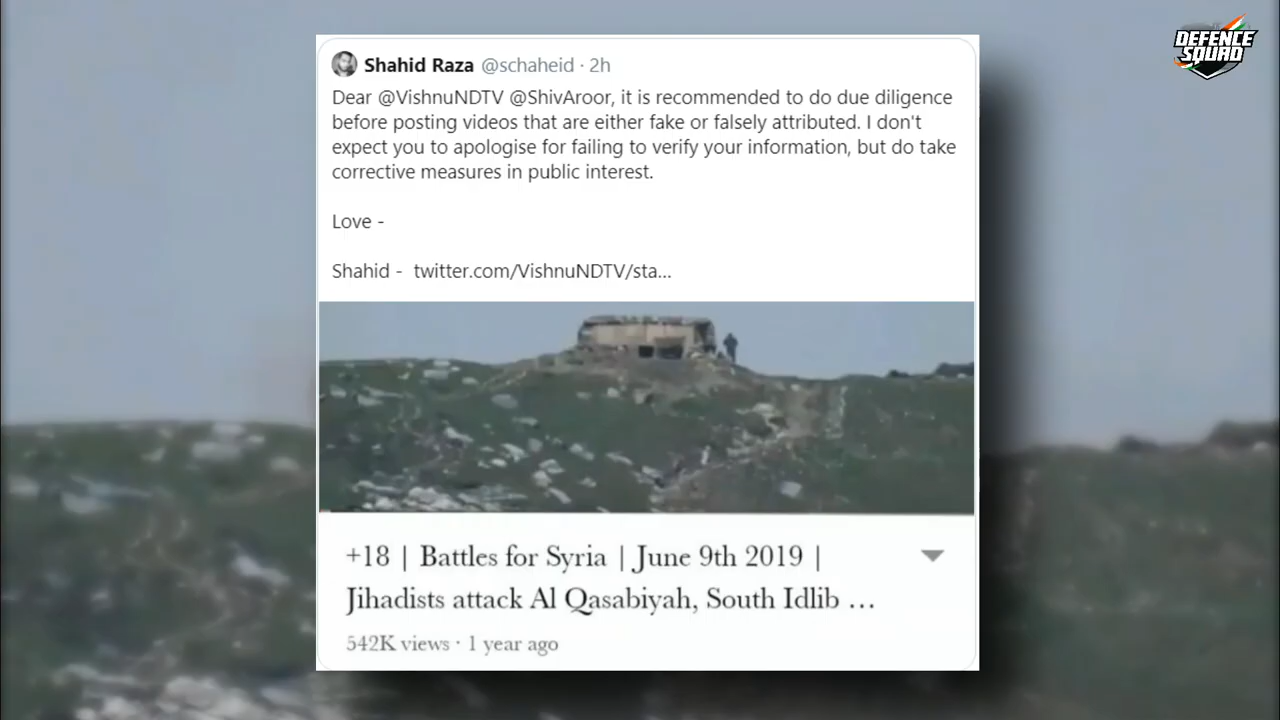 DEFENCE
SQUAD
Shahid Raza @schaheid · 2h
Dear @VishnuNDTV @ShivAroor, it is recommended to do due diligence
before posting videos that are either fake or falsely attributed. I don't
expect you to apologise for failing to verify your information, but do take
corrective measures in public interest.
Love -
Shahid - twitter.com/VishnuNDTV/sta...
+18 | Battles for Syria | June 9th 2019 |
Jihadists attack Al Qasabiyah, South Idlib ...
542K views · 1 year ago